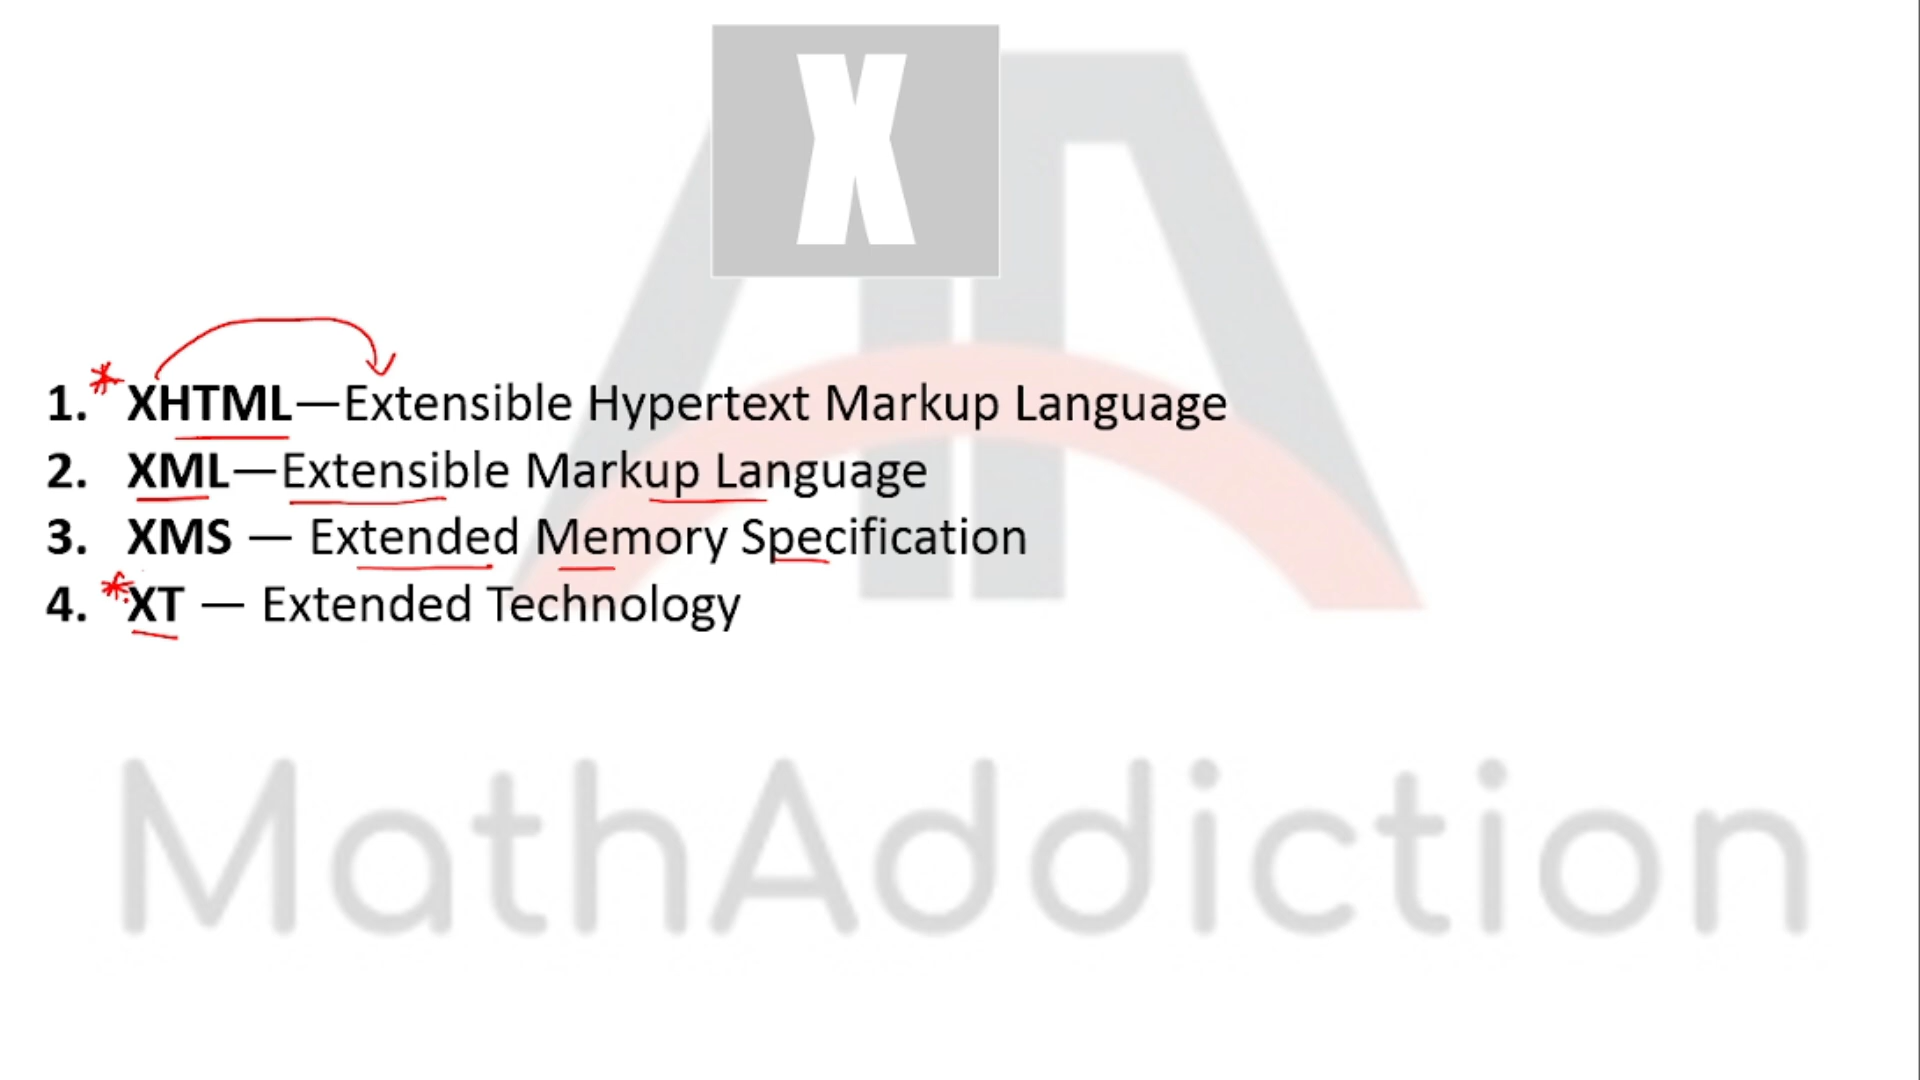 X
1.* XHTML—Extensible Hypertext Markup Language
2. XML—Extensible Markup Language
3. XMS — Extended Memory Specification
4. *XT — Extended Technology
MathAddiction